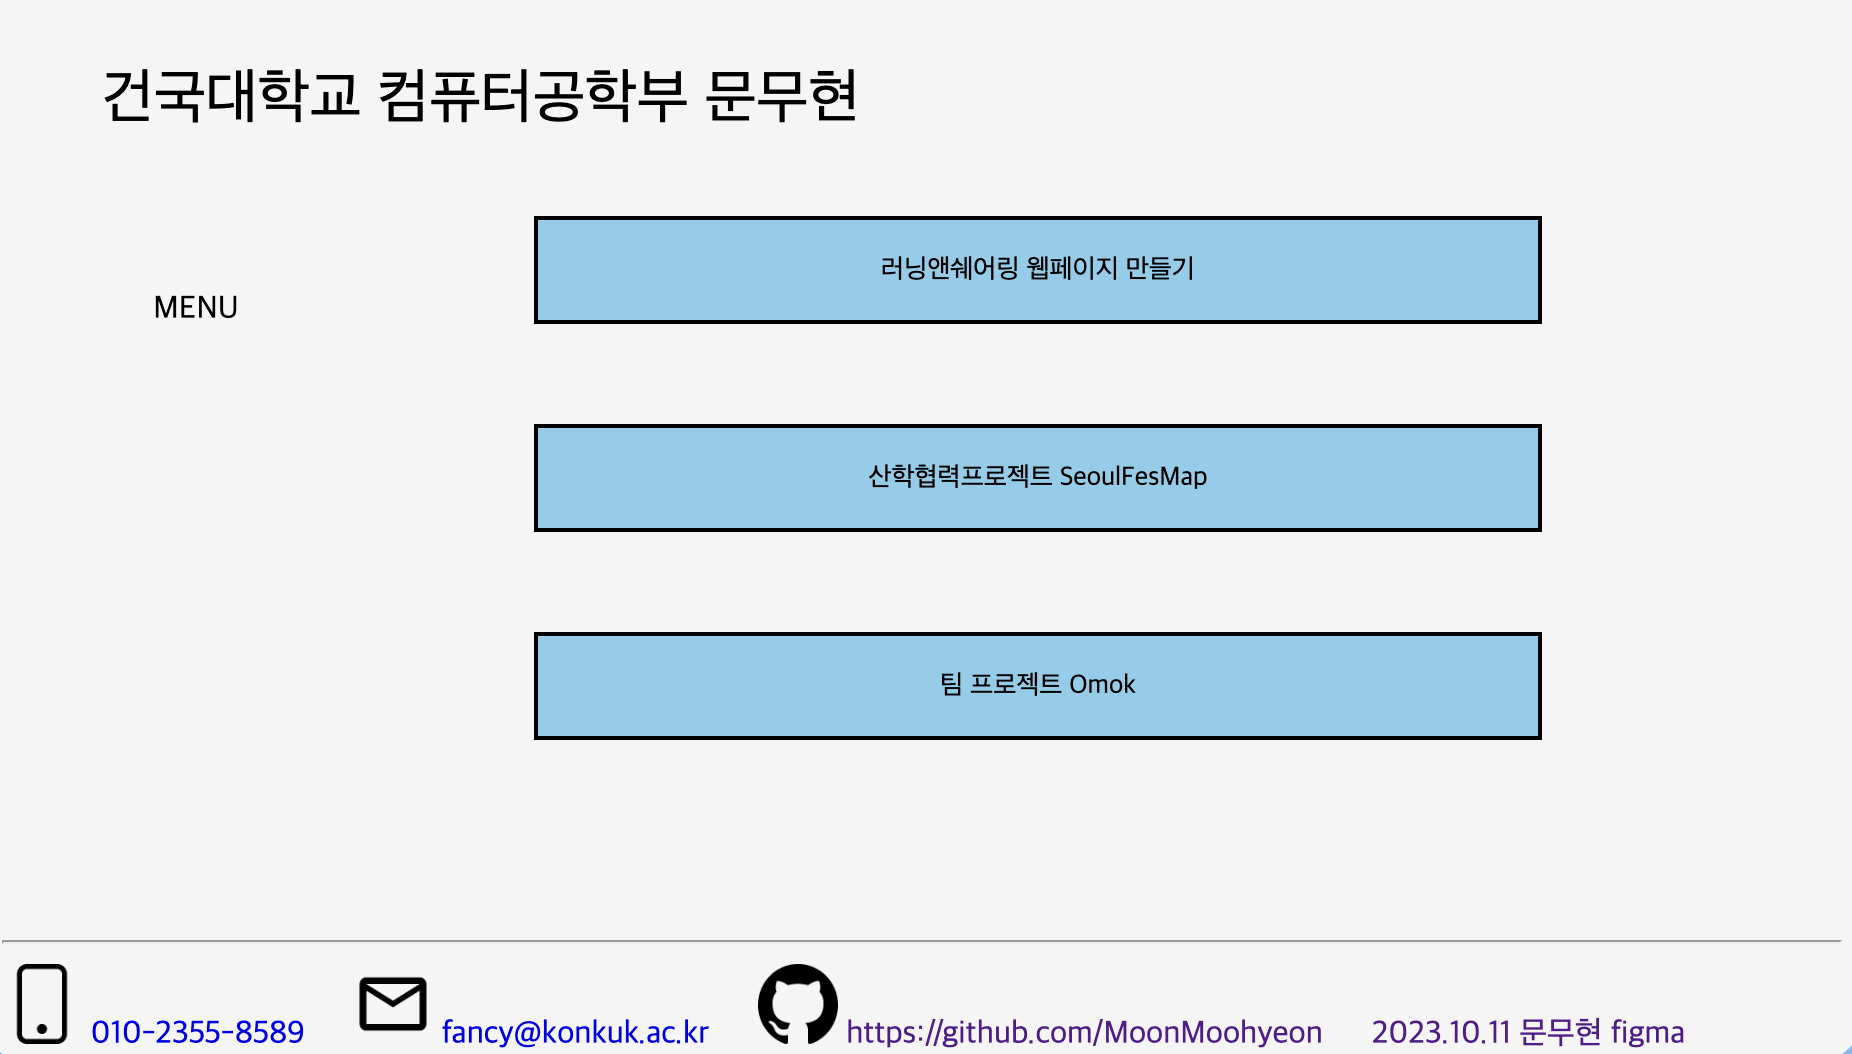 건국대학교 컴퓨터공학부 문무현
MENU
러닝앤쉐어링 웹페이지 만들기
산학협력프로젝트 SeoulFesMap
팀 프로젝트 Omok
010-2355-8589 fancy@konkuk.ac.kr https://github.com/MoonMoohyeon 2023.10.11 문무현 figma